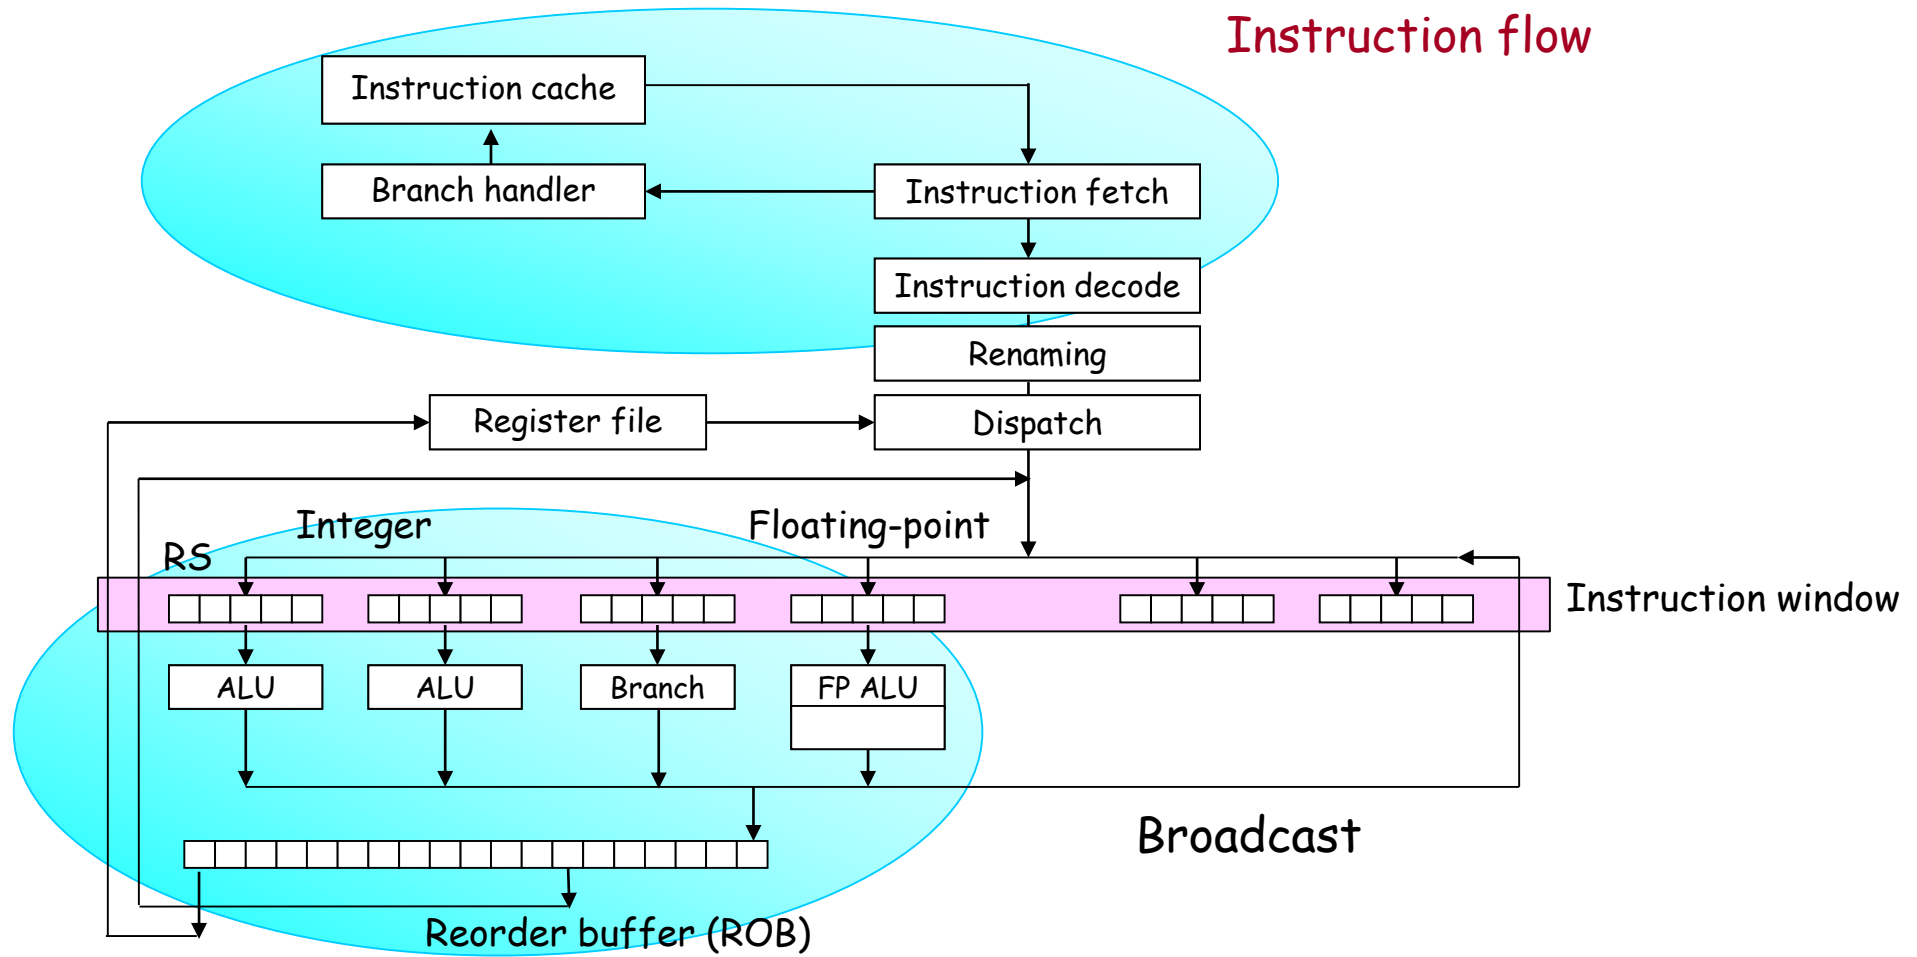 Instruction flow
Instruction cache
Branch handler
Instruction fetch
Instruction decode
Renaming
Register file
Dispatch
Integer
Floating-point
RS
Instruction window
ALU
ALU
Branch
FP ALU
Broadcast
Reorder buffer (ROB)